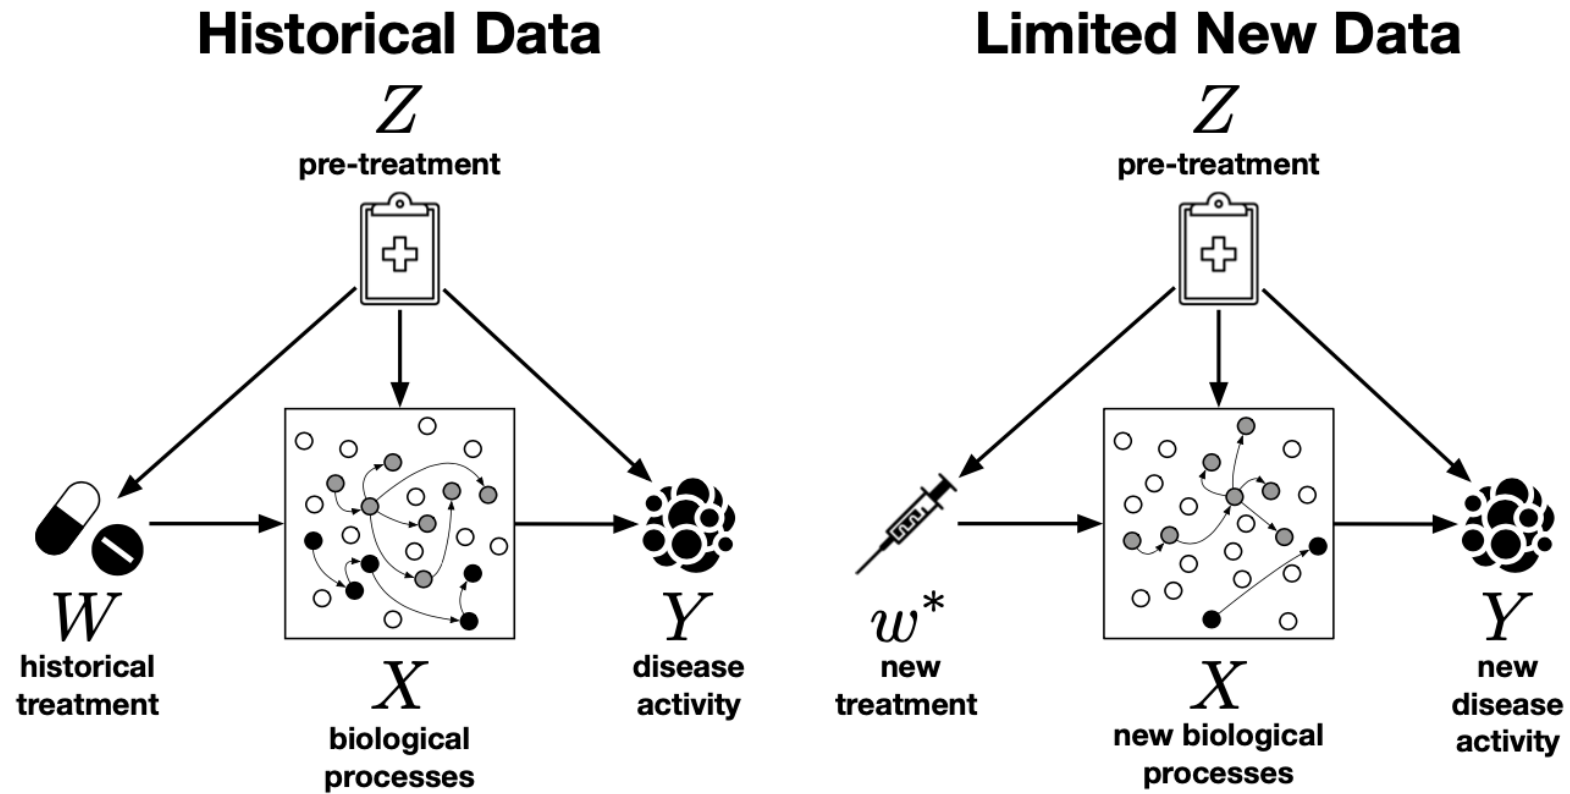 Historical Data
Z
pre-treatment
W
historical
treatment
X
biological
processes
Y
disease
activity
Limited New Data
Z
pre-treatment
w*
new
treatment
X
new biological
processes
Y
new
disease
activity